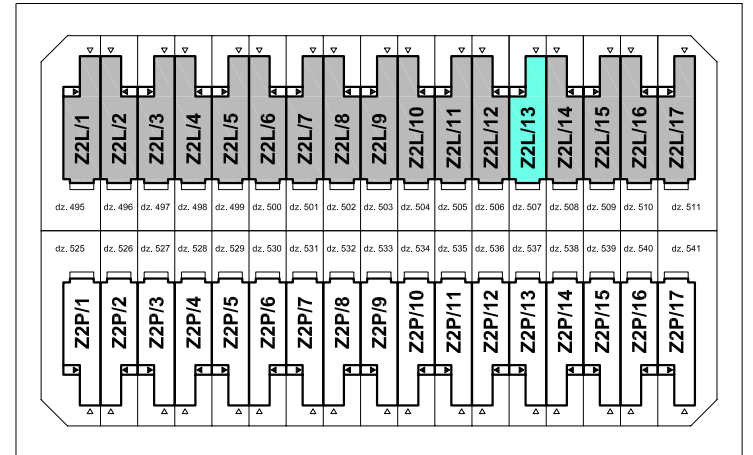 Z2L/1 Z2L/2 Z2L/3 Z2L/4 Z2L/5 Z2L/6 Z2L/7 Z2L/8 Z2L/9 Z2L/10 Z2L/11 Z2L/12 Z2L/13 Z2L/14 Z2L/15 Z2L/16 Z2L/17
dz. 495 dz. 496 dz. 497 dz. 498 dz. 499 dz. 500 dz. 501 dz. 502 dz. 503 dz. 504 dz. 505 dz. 506 dz. 507 dz. 508 dz. 509 dz. 510 dz. 511
dz. 525 dz. 526 dz. 527 dz. 528 dz. 529 dz. 530 dz. 531 dz. 532 dz. 533 dz. 534 dz. 535 dz. 536 dz. 537 dz. 538 dz. 539 dz. 540 dz. 541
Z2P/1 Z2P/2 Z2P/3 Z2P/4 Z2P/5 Z2P/6 Z2P/7 Z2P/8 Z2P/9 Z2P/10 Z2P/11 Z2P/12 Z2P/13 Z2P/14 Z2P/15 Z2P/16 Z2P/17